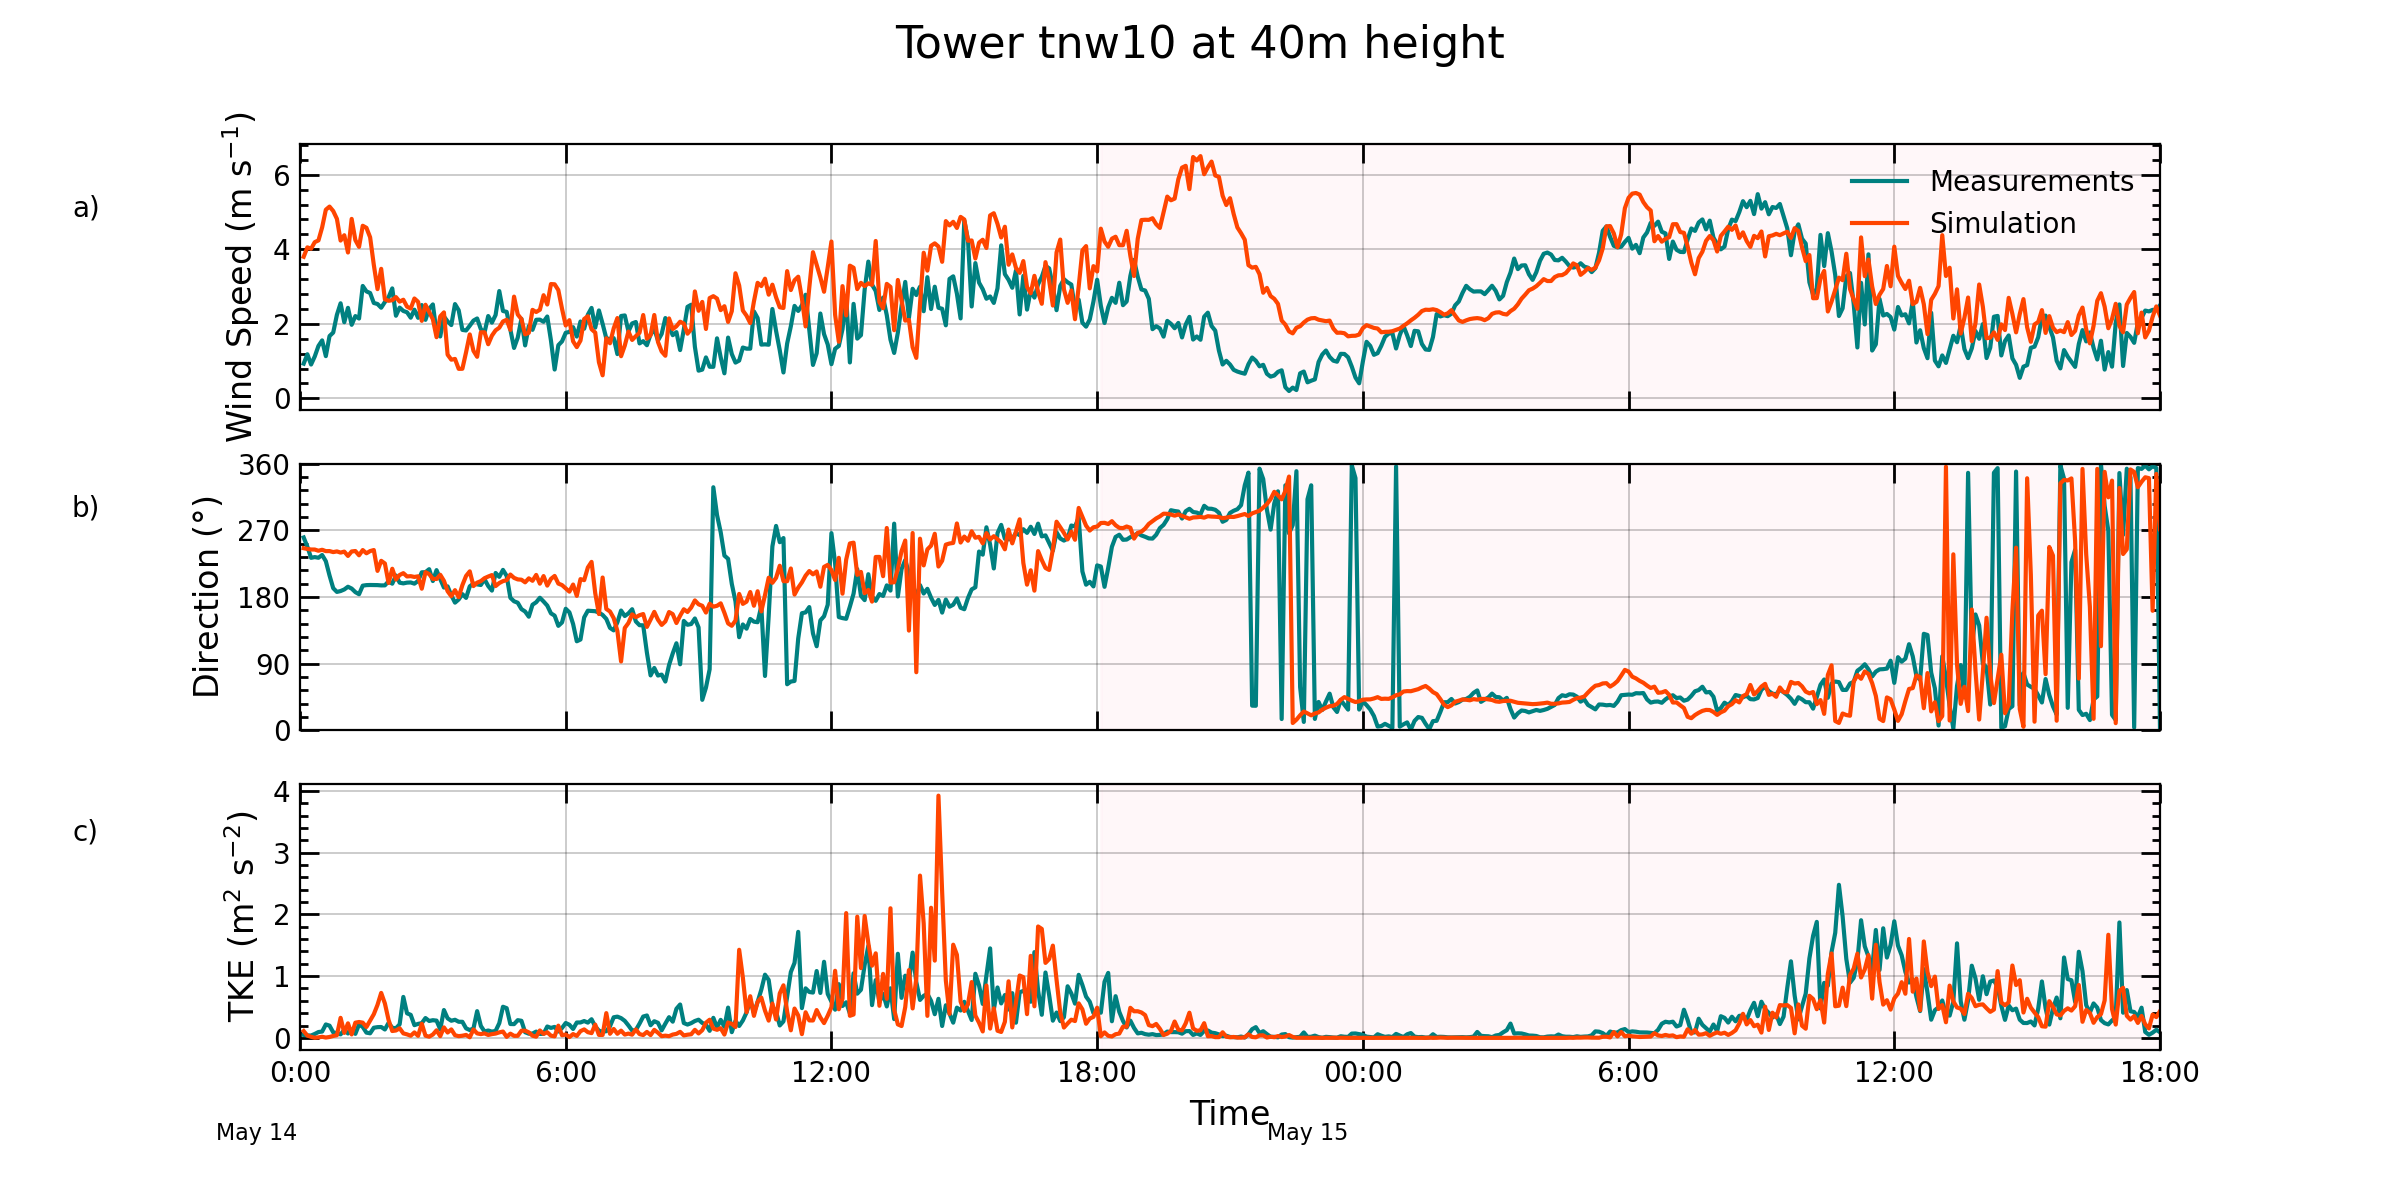 Tower tnw10 at 40m height
a)
Wind Speed (m s⁻¹)
6
4
2
0
Measurements
Simulation
b)
Direction (°)
360
270
180
90
0
c)
TKE (m² s⁻²)
4
3
2
1
0
0:00 6:00 12:00 18:00 00:00 6:00 12:00 18:00
Time
May 14 May 15